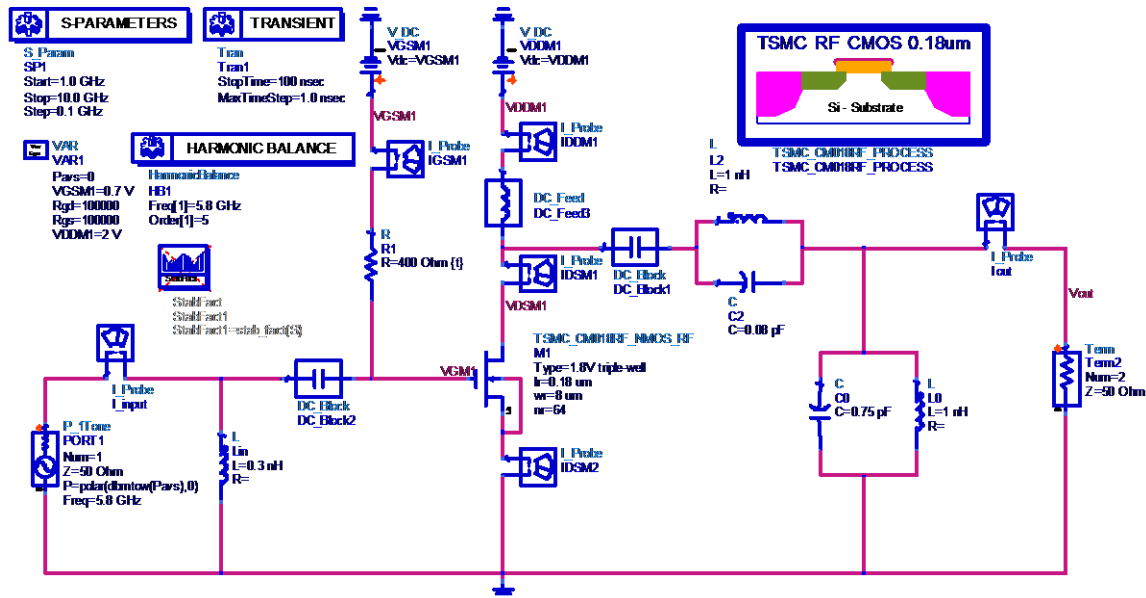 S-PARAMETERS
S_Param
SP1
Start=1.0 GHz
Stop=10.0 GHz
Step=0.1 GHz
TRANSIENT
Tran
Tran1
StopTime=100 nsec
MaxTimeStep=1.0 nsec
VAR
VAR1
Pavs=0
VGSM1=0.7 V
Rgd=100000
Rgs=100000
VDDM1=2 V
HARMONIC BALANCE
HarmonicBalance
HB1
Freq[1]=5.8 GHz
Order[1]=5
StabFact
StabFact1
StabFact1=stab_fact(S)
V_DC
VGSM1
Vdc=VGSM1
VGSM1
I_Probe
IGSM1
R
R1
R=400 Ohm {t}
V_DC
VDDM1
Vdc=VDDM1
VDDM1
I_Probe
IDDM1
DC_Feed
DC_Feed3
I_Probe
IDSM1
VDSM1
TSMC_CM018RF_NMOS_RF
M1
Type=1.8V triple-well
lr=0.18 um
wr=8 um
nr=64
VGM1
I_Probe
IDSM2
DC_Block
DC_Block1
L
L2
L=1 nH
R=
C
C2
C=0.08 pF
TSMC RF CMOS 0.18um
Si - Substrate
TSMC_CM018RF_PROCESS
TSMC_CM018RF_PROCESS
I_Probe
Iout
Vout
Term
Term2
Num=2
Z=50 Ohm
C
C0
C=0.75 pF
L
L0
L=1 nH
R=
I_Probe
I_input
DC_Block
DC_Block2
P_1Tone
PORT1
Num=1
Z=50 Ohm
P=polar(dbmtow(Pavs),0)
Freq=5.8 GHz
L
Lin
L=0.3 nH
R=